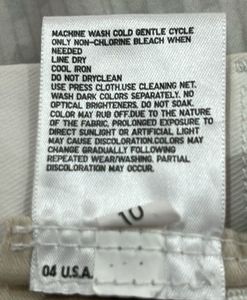 MACHINE WASH COLD GENTLE CYCLE
ONLY NON-CHLORINE BLEACH WHEN
NEEDED
LINE DRY
COOL IRON
DO NOT DRYCLEAN
USE PRESS CLOTH.USE CLEANING NET.
WASH DARK COLORS SEPARATELY. NO
OPTICAL BRIGHTENERS. DO NOT SOAK.
COLOR MAY RUB OFF.DUE TO THE NATURE
OF THE FABRIC, PROLONGED EXPOSURE TO
DIRECT SUNLIGHT OR ARTIFICIAL LIGHT
MAY CAUSE DISCOLORATION.COLORS MAY
CHANGE GRADUALLY FOLLOWING
REPEATED WEAR/WASHING. PARTIAL
DISCOLORATION MAY OCCUR.
04 U.S.A.